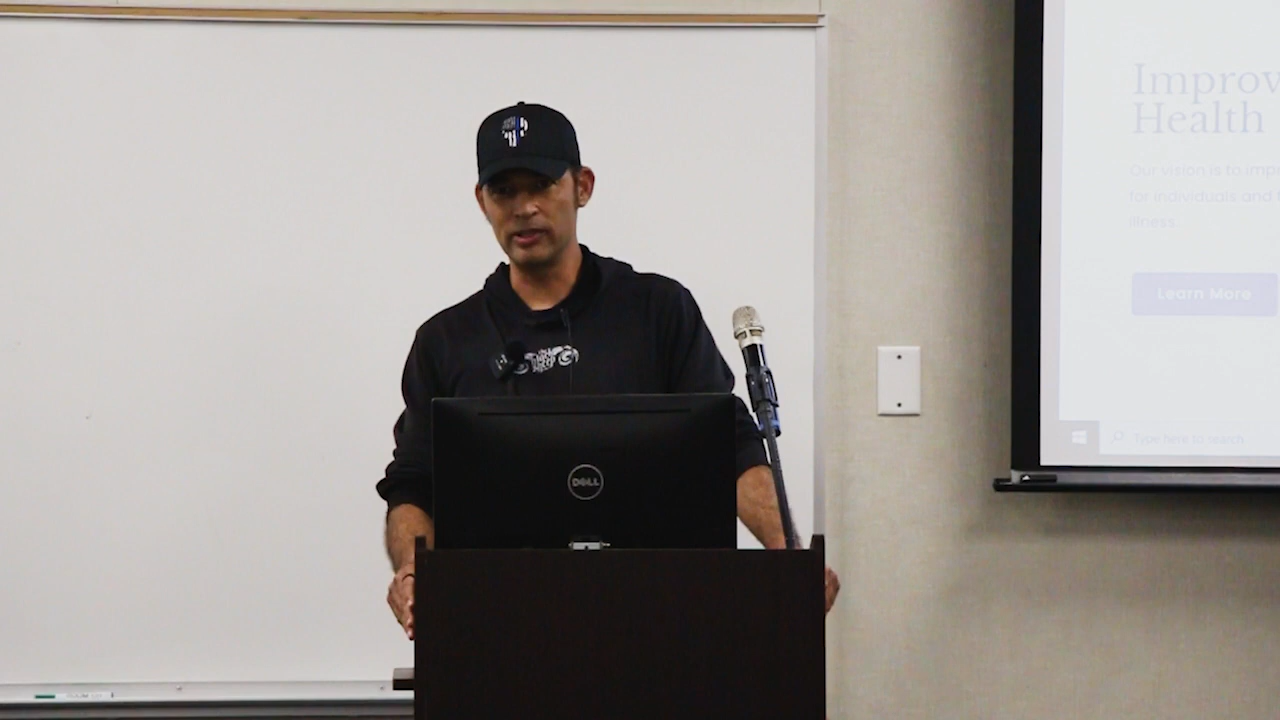 Improv
Health
Our vision is to impr
for individuals and
illness.
Learn More
Type here to search
DELL